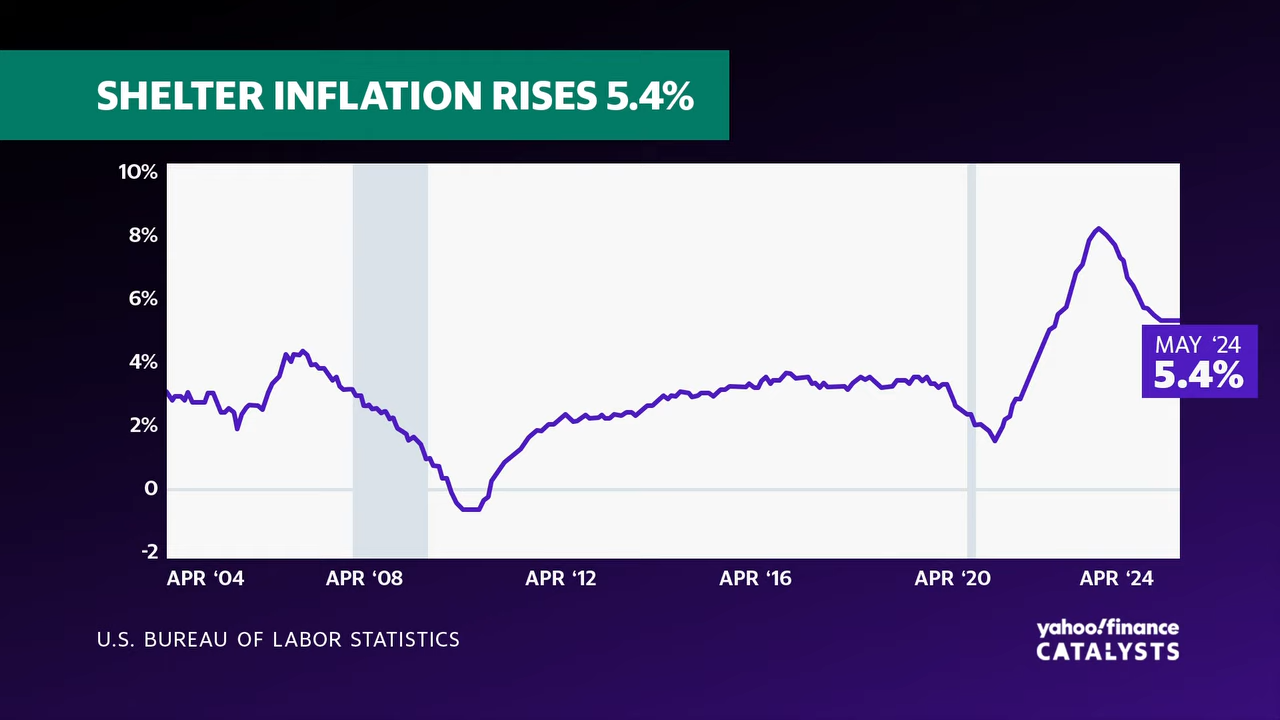 SHELTER INFLATION RISES 5.4%
10%
8%
6%
4%
2%
0
-2
MAY ‘24
5.4%
APR ‘04 APR ‘08 APR ‘12 APR ‘16 APR ‘20 APR ‘24
U.S. BUREAU OF LABOR STATISTICS
yahoo!finance
CATALYSTS